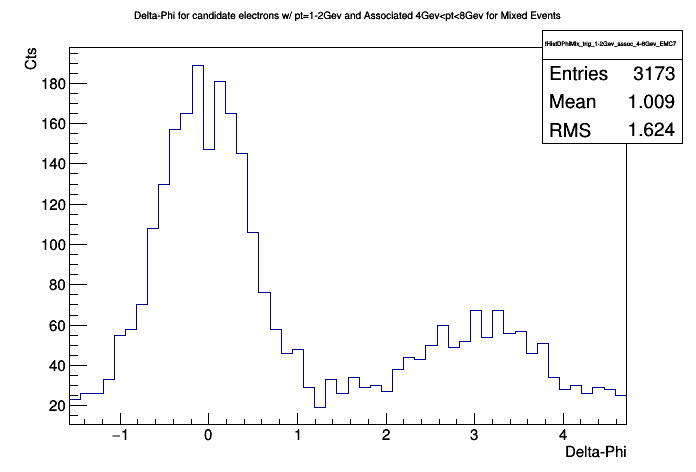 Delta-Phi for candidate electrons w/ pt=1-2Gev and Associated 4Gev<pt<8Gev for Mixed Events
fHistDPhiMix_trig_1-2Gev_assoc_4-8Gev_EMC7
Entries 3173
Mean 1.009
RMS 1.624
Cts
180
160
140
120
100
80
60
40
20
−1 0 1 2 3 4
Delta-Phi